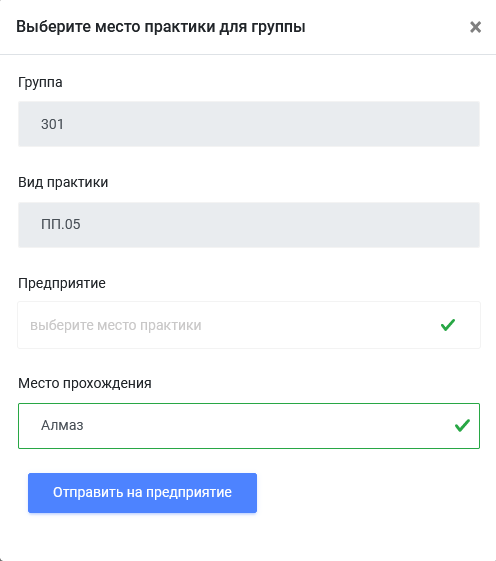 Выберите место практики для группы
Группа
301
Вид практики
ПП.05
Предприятие
выберите место практики
Место прохождения
Алмаз
Отправить на предприятие